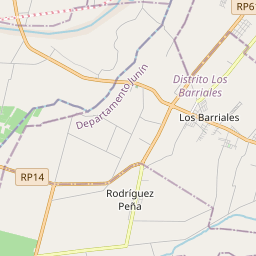 RP6
Departamento Junín
Distrito Los
Barriales
Los Barriales
RP14
Rodríguez
Peña